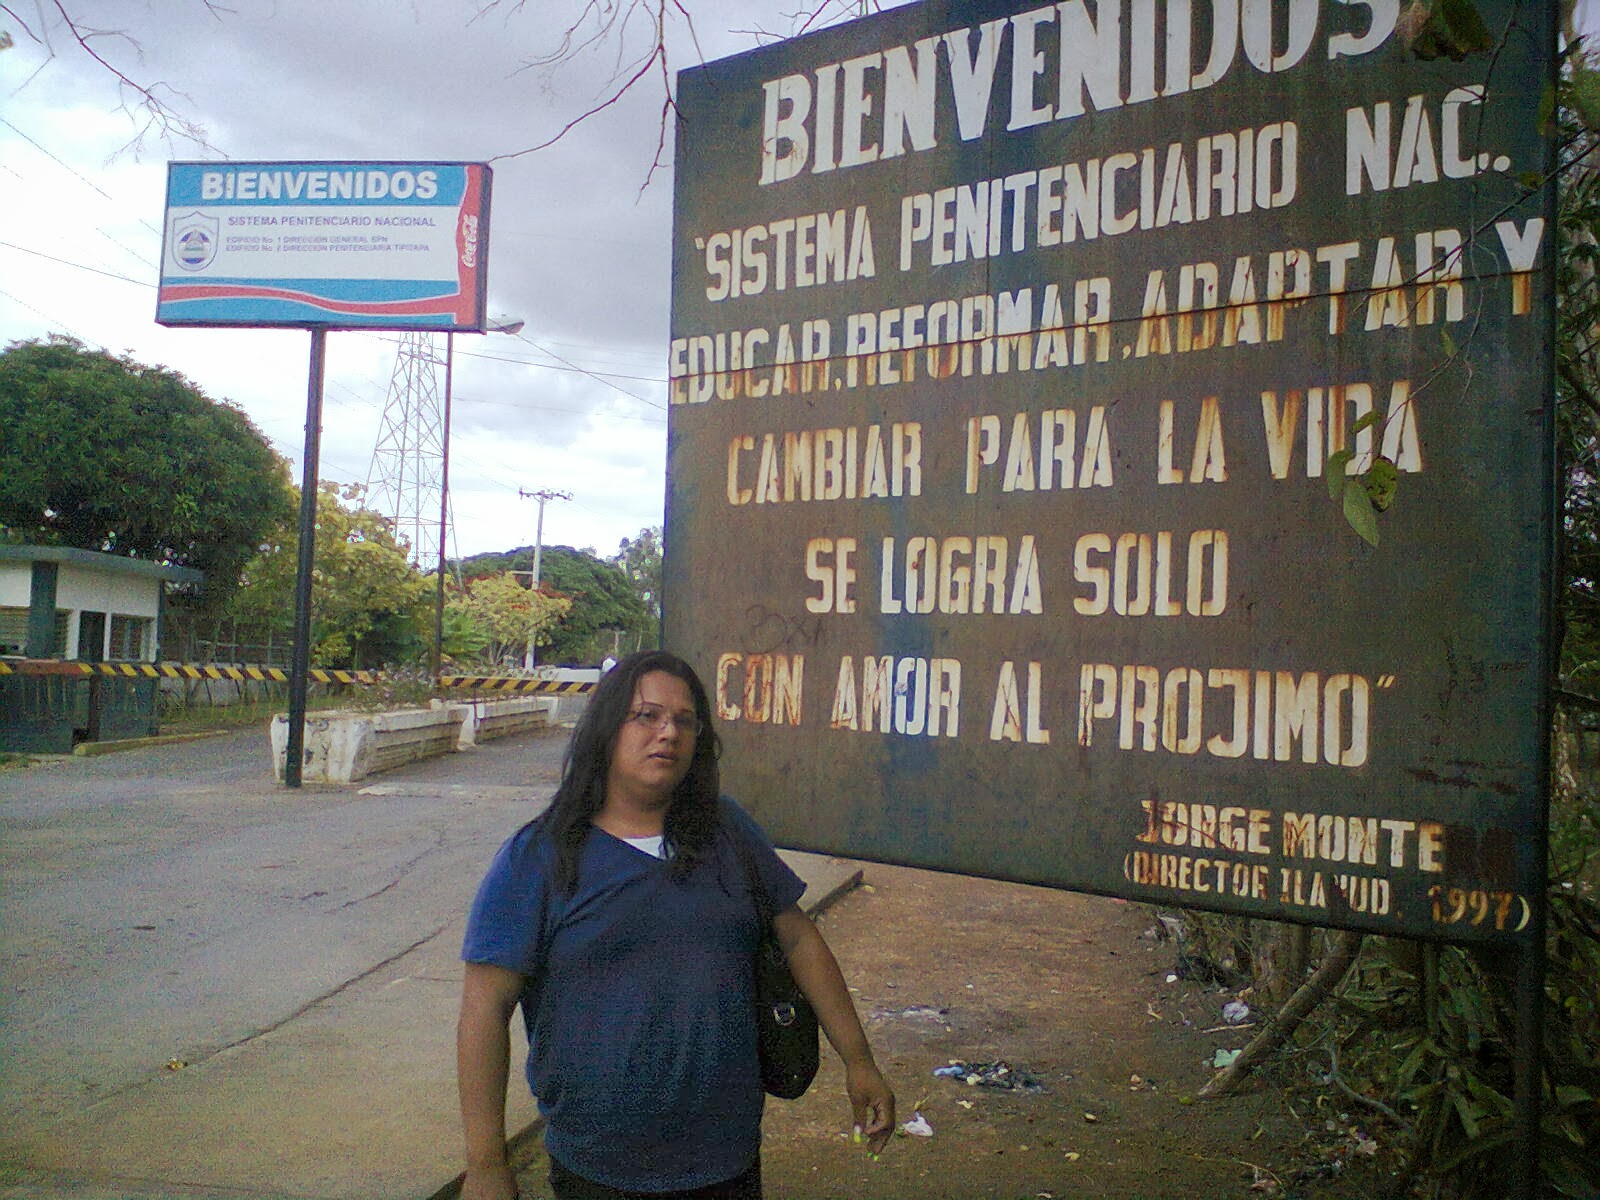 BIENVENIDOS
SISTEMA PENITENCIARIO NACIONAL
EDIFICIO No. 1 DIRECCION GENERAL SPN
EDIFICIO No. 2 DIRECCION PENITENCIARIA TIPITAPA
Coca-Cola
BIENVENIDOS
"SISTEMA PENITENCIARIO NAC..
EDUCAR, REFORMAR, ADAPTAR Y
CAMBIAR PARA LA VIDA
SE LOGRA SOLO
CON AMOR AL PROJIMO"
JORGE MONTE
(DIRECTOR 1997)